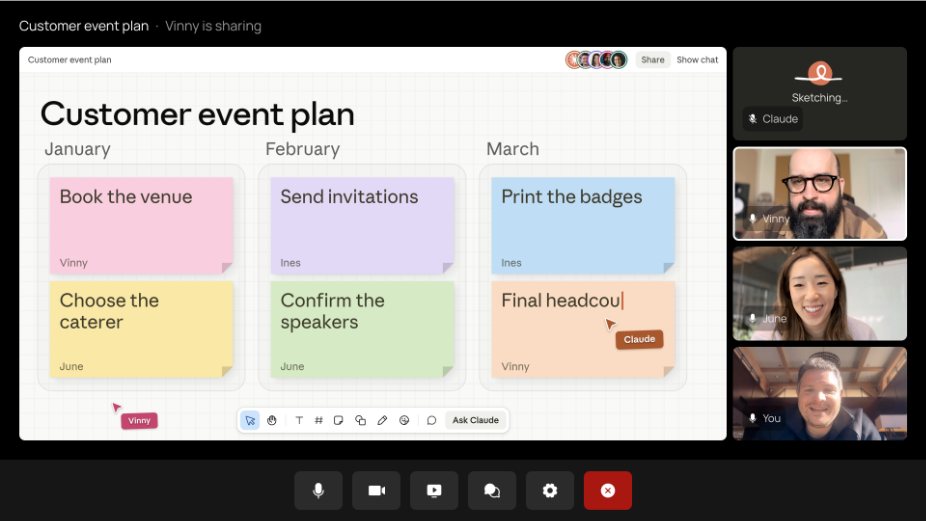 Customer event plan · Vinny is sharing
Customer event plan
Share
Show chat
Customer event plan
January
February
March
Book the venue
Vinny
Send invitations
Ines
Print the badges
Ines
Choose the
caterer
June
Confirm the
speakers
June
Final headcou
Claude
Vinny
Vinny
T
Ask Claude
Sketching...
Claude
Vinny
June
You